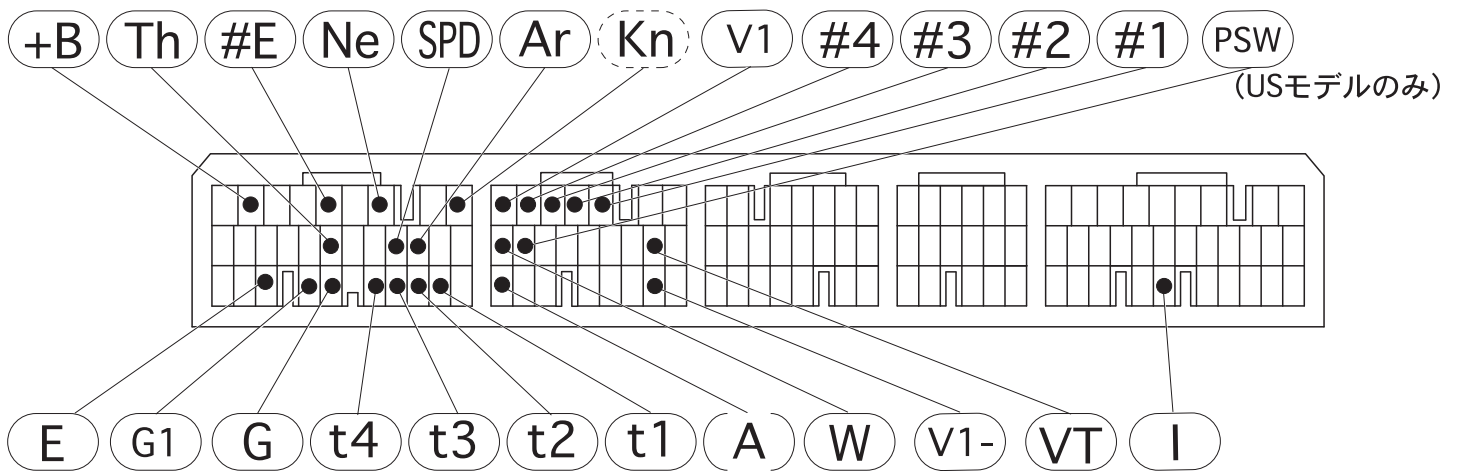 +B Th #E Ne SPD Ar Kn V1 #4 #3 #2 #1 PSW
(USモデルのみ)
E G1 G t4 t3 t2 t1 A W V1- VT I